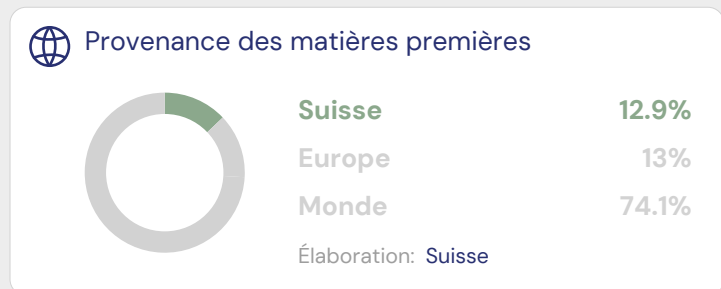 Provenance des matières premières
Suisse 12.9%
Europe 13%
Monde 74.1%
Élaboration: Suisse